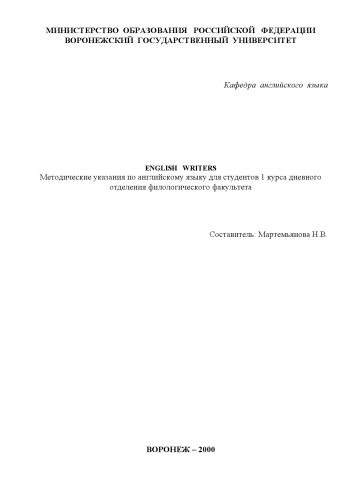 МИНИСТЕРСТВО ОБРАЗОВАНИЯ РОССИЙСКОЙ ФЕДЕРАЦИИ
ВОРОНЕЖСКИЙ ГОСУДАРСТВЕННЫЙ УНИВЕРСИТЕТ
Кафедра английского языка
ENGLISH WRITERS
Методические указания по английскому языку для студентов 1 курса дневного
отделения филологического факультета
Составитель: Мартемьянова Н.В.
ВОРОНЕЖ – 2000